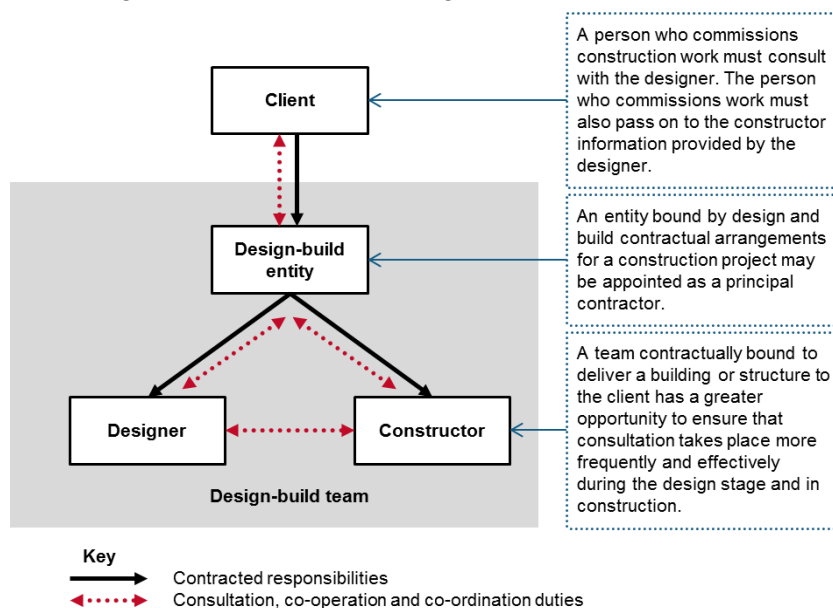 Client
A person who commissions
construction work must consult
with the designer. The person
who commissions work must
also pass on to the constructor
information provided by the
designer.
Design-build
entity
An entity bound by design and
build contractual arrangements
for a construction project may
be appointed as a principal
contractor.
Designer
Constructor
A team contractually bound to
deliver a building or structure to
the client has a greater
opportunity to ensure that
consultation takes place more
frequently and effectively
during the design stage and in
construction.
Design-build team
Key
Contracted responsibilities
Consultation, co-operation and co-ordination duties